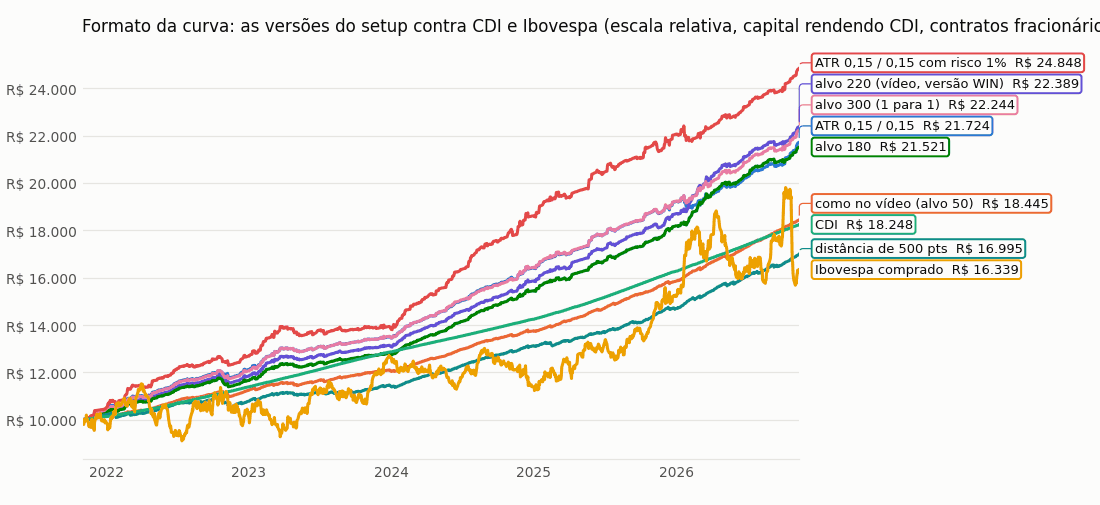 Formato da curva: as versões do setup contra CDI e Ibovespa (escala relativa, capital rendendo CDI, contratos fracionário
ATR 0,15 / 0,15 com risco 1% R$ 24.848
alvo 220 (vídeo, versão WIN) R$ 22.389
alvo 300 (1 para 1) R$ 22.244
ATR 0,15 / 0,15 R$ 21.724
alvo 180 R$ 21.521
como no vídeo (alvo 50) R$ 18.445
CDI R$ 18.248
distância de 500 pts R$ 16.995
Ibovespa comprado R$ 16.339
R$ 24.000
R$ 22.000
R$ 20.000
R$ 18.000
R$ 16.000
R$ 14.000
R$ 12.000
R$ 10.000
2022 2023 2024 2025 2026